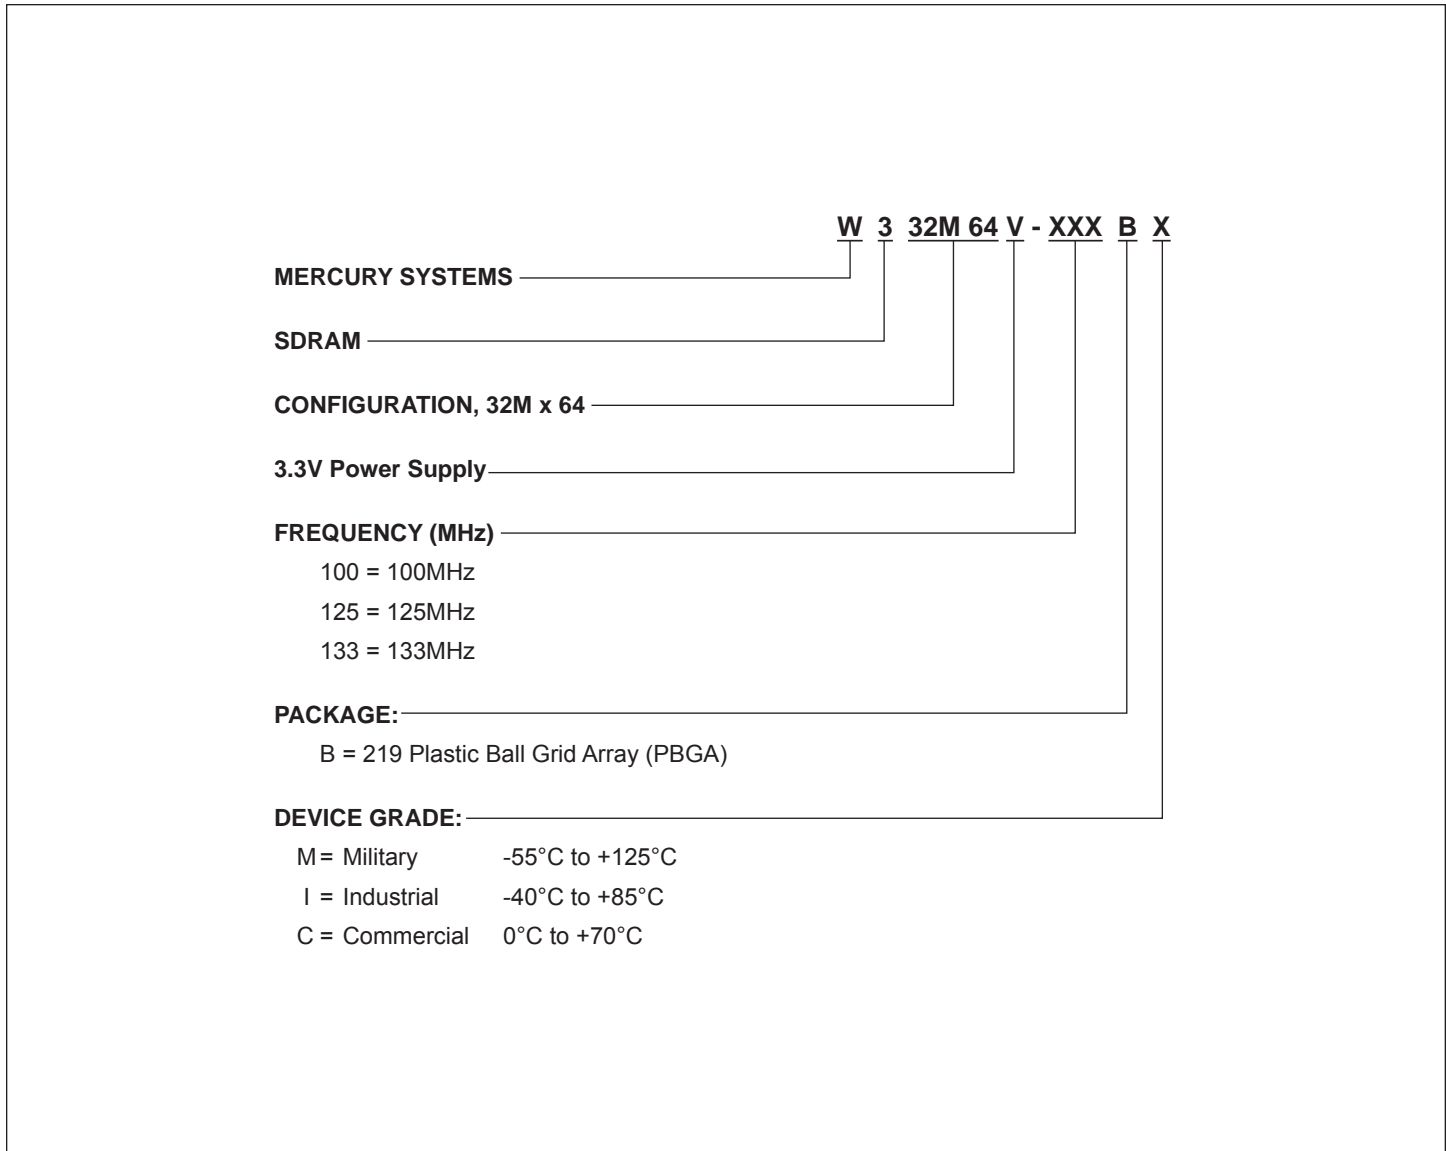 W 3 32M 64 V - XXX B X
MERCURY SYSTEMS
SDRAM
CONFIGURATION, 32M x 64
3.3V Power Supply
FREQUENCY (MHz)
100 = 100MHz
125 = 125MHz
133 = 133MHz
PACKAGE:
B = 219 Plastic Ball Grid Array (PBGA)
DEVICE GRADE:
M = Military -55°C to +125°C
I = Industrial -40°C to +85°C
C = Commercial 0°C to +70°C